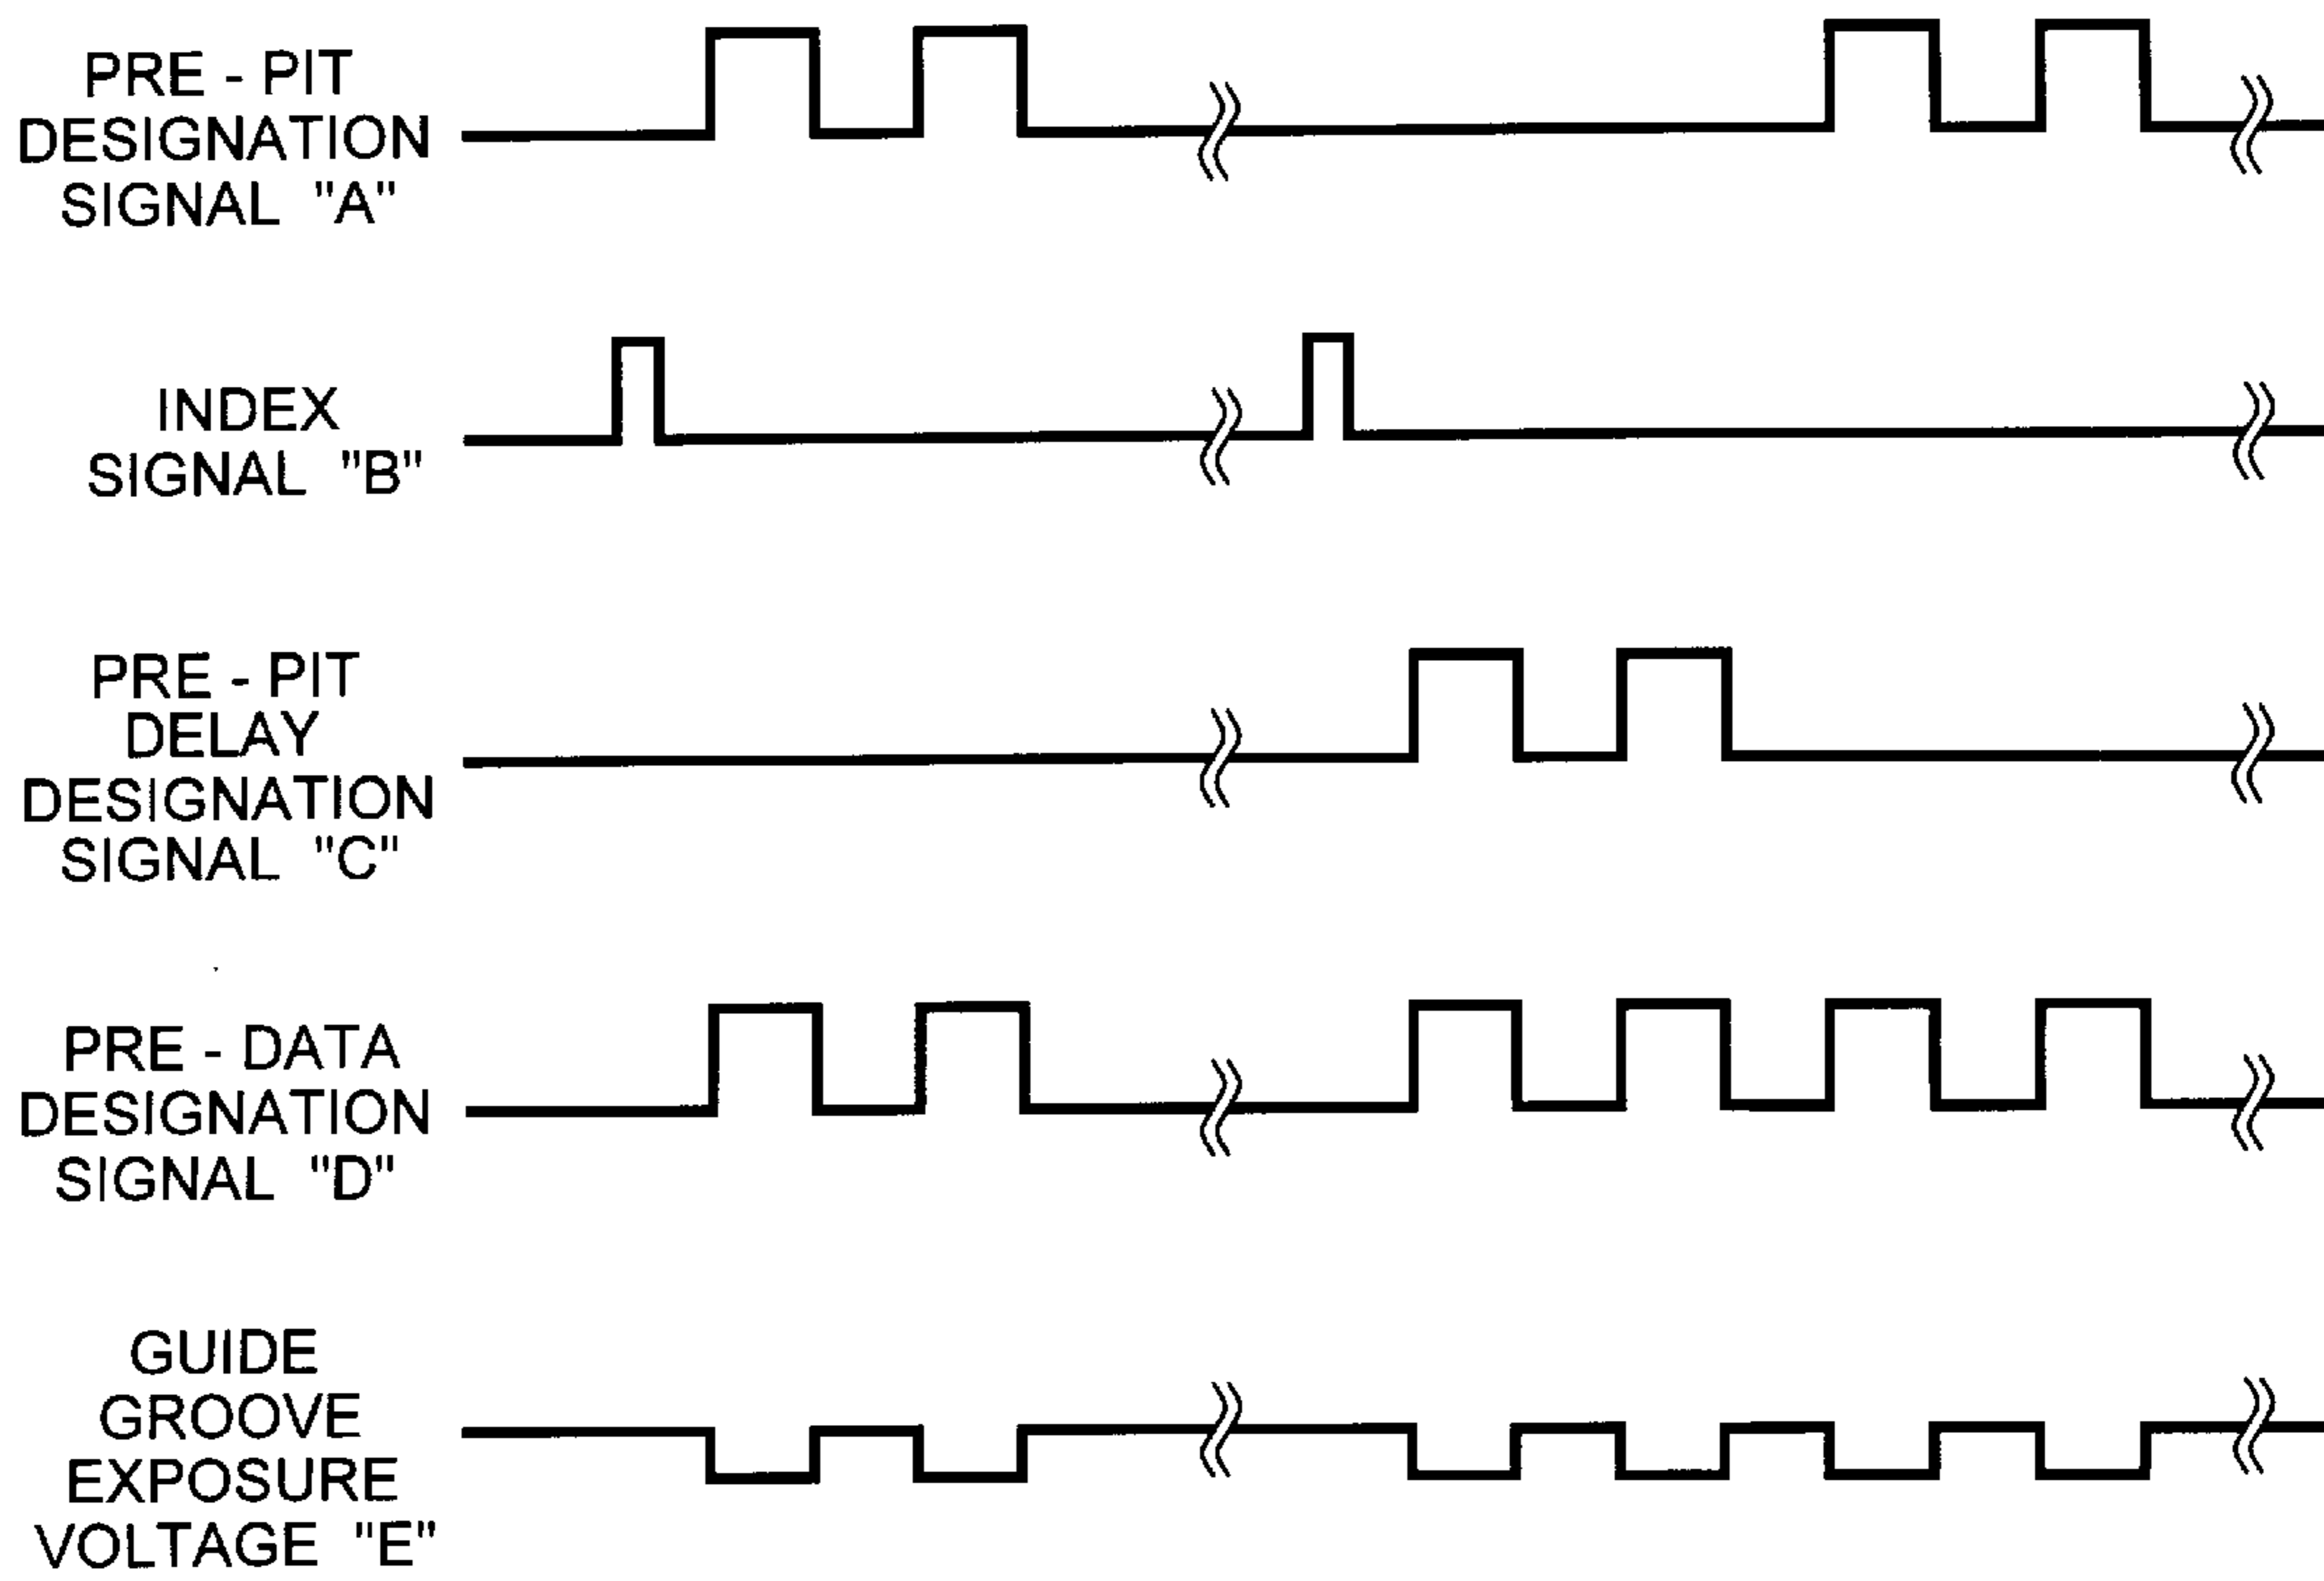 PRE - PIT
DESIGNATION
SIGNAL "A"
INDEX
SIGNAL "B"
PRE - PIT
DELAY
DESIGNATION
SIGNAL "C"
PRE - DATA
DESIGNATION
SIGNAL "D"
GUIDE
GROOVE
EXPOSURE
VOLTAGE "E"